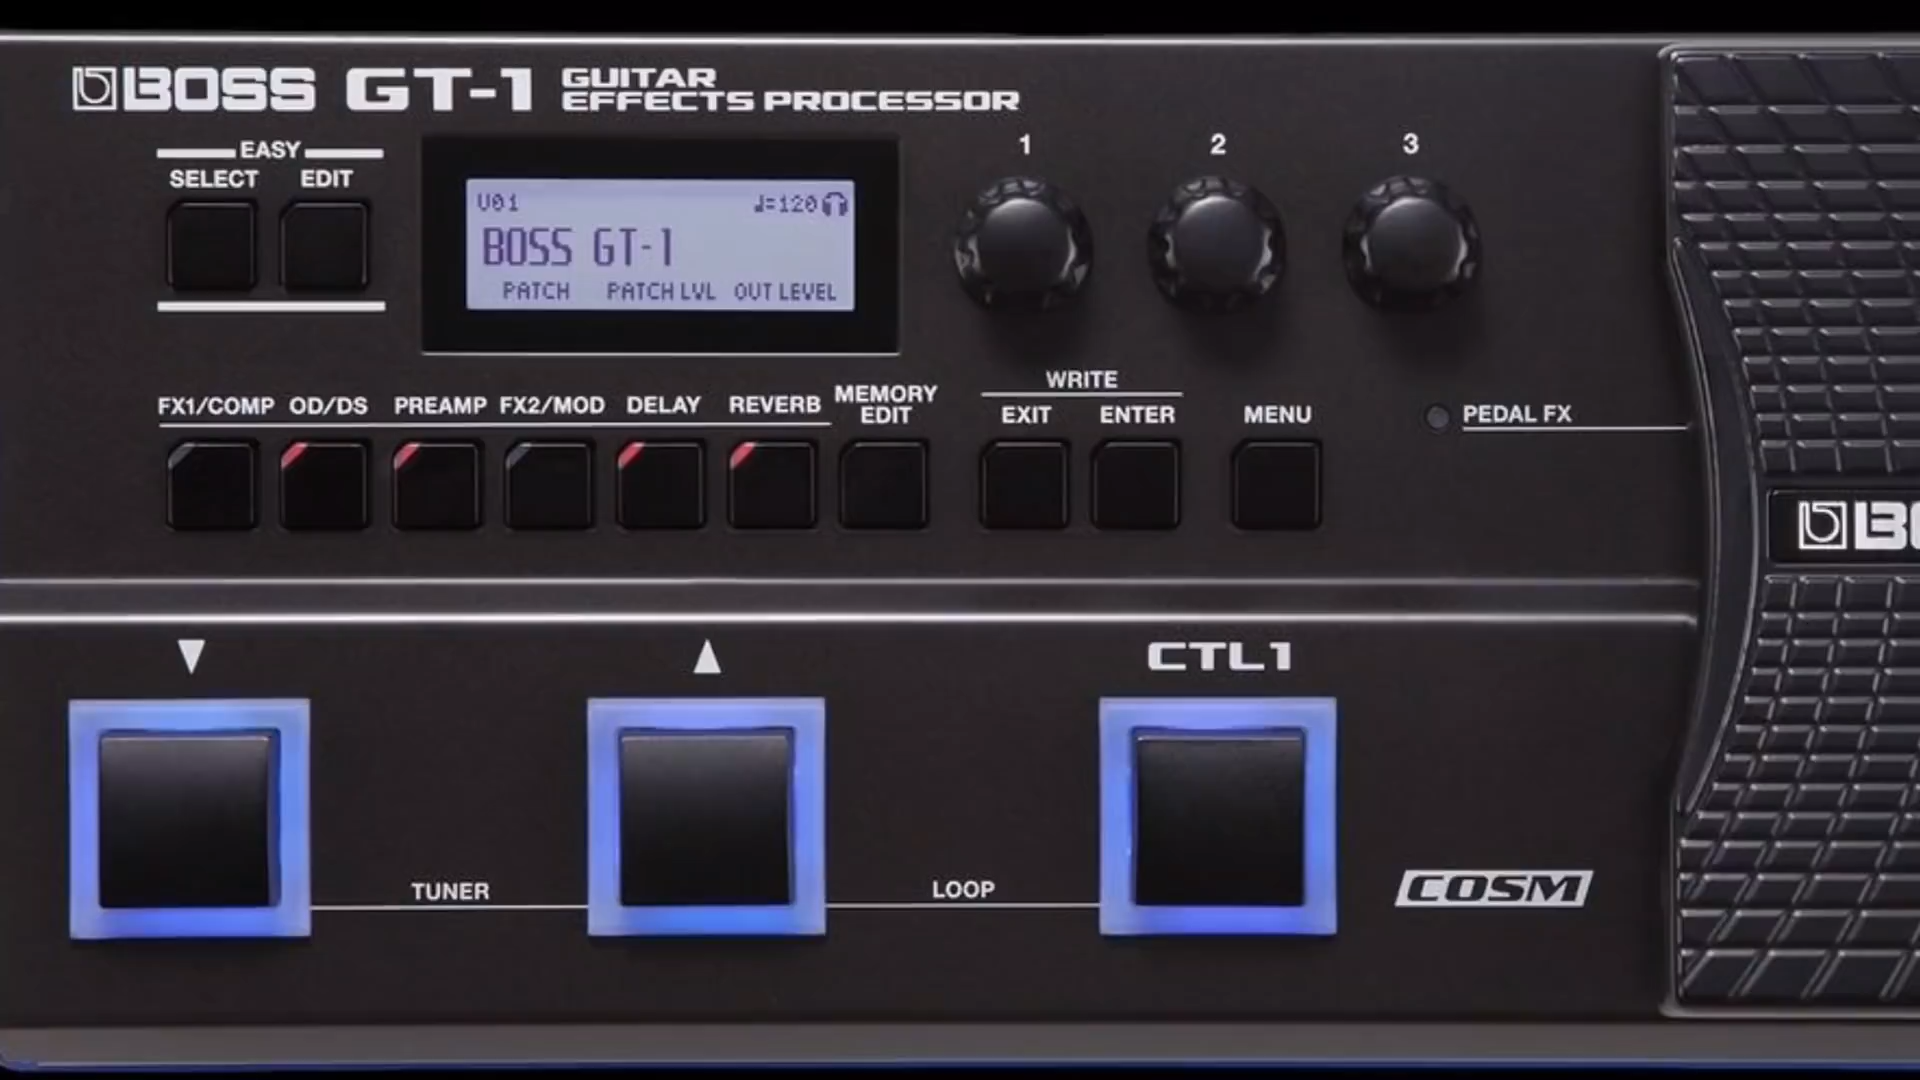 BOSS GT-1 GUITAR
EFFECTS PROCESSOR
EASY
SELECT EDIT
U01 ♩=120
BOSS GT-1
PATCH PATCH LVL OUT LEVEL
1 2 3
FX1/COMP OD/DS PREAMP FX2/MOD DELAY REVERB MEMORY EDIT
WRITE
EXIT ENTER MENU
PEDAL FX
▼ ▲ CTL1
TUNER LOOP
COSM